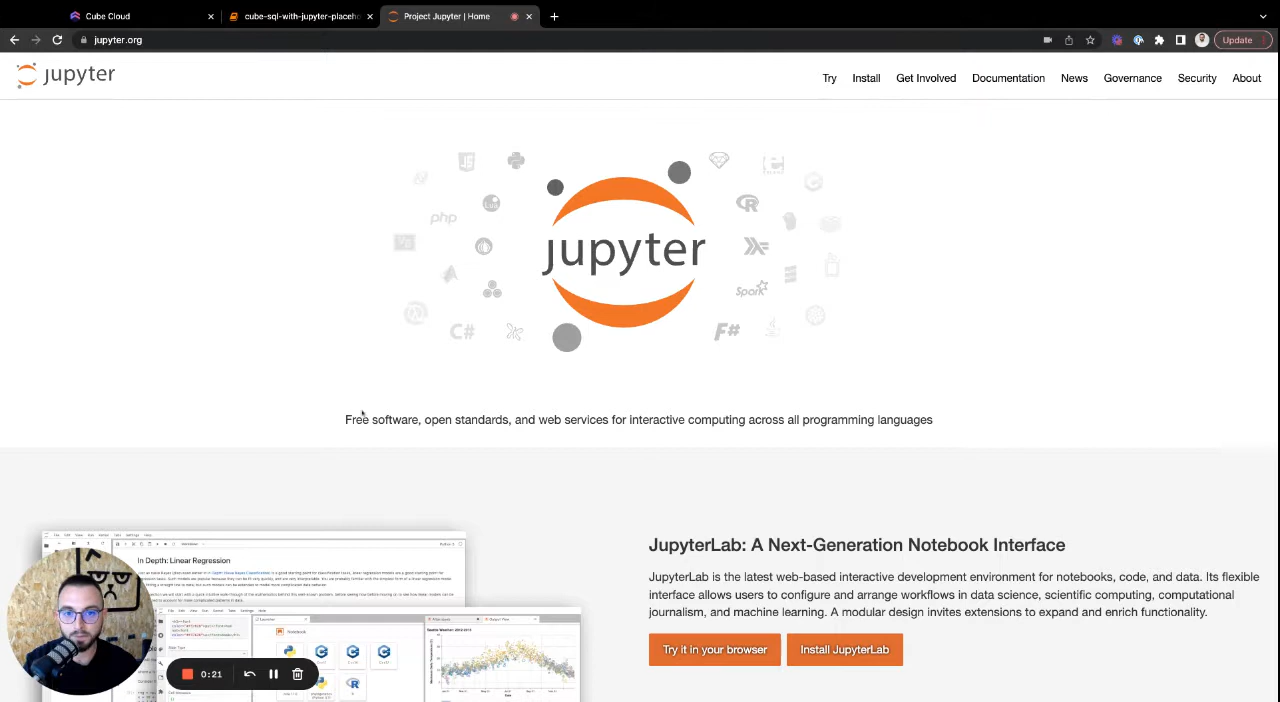 Cube Cloud
cube-sql-with-jupyter-placeho
Project Jupyter | Home
jupyter.org
Update
jupyter
Try
Install
Get Involved
Documentation
News
Governance
Security
About
JS
Lua
php
R
C#
Spark
F#
jupyter
Free software, open standards, and web services for interactive computing across all programming languages
In Depth: Linear Regression
Notebook
JupyterLab: A Next-Generation Notebook Interface
JupyterLab is the latest web-based interactive development environment for notebooks, code, and data. Its flexible
interface allows users to configure and arrange workflows in data science, scientific computing, computational
journalism, and machine learning. A modular design invites extensions to expand and enrich functionality.
Try it in your browser
Install JupyterLab
0:21